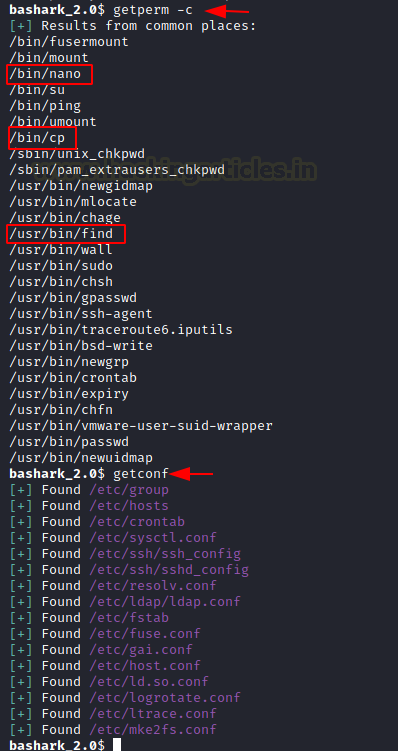 bashark_2.0$ getperm -c
[+] Results from common places:
/bin/fusermount
/bin/mount
/bin/nano
/bin/su
/bin/ping
/bin/umount
/bin/cp
/sbin/unix_chkpwd
/sbin/pam_extrausers_chkpwd
/usr/bin/newgidmap
/usr/bin/mlocate
/usr/bin/chage
/usr/bin/find
/usr/bin/wall
/usr/bin/sudo
/usr/bin/chsh
/usr/bin/gpasswd
/usr/bin/ssh-agent
/usr/bin/traceroute6.iputils
/usr/bin/bsd-write
/usr/bin/newgrp
/usr/bin/crontab
/usr/bin/expiry
/usr/bin/chfn
/usr/bin/vmware-user-suid-wrapper
/usr/bin/passwd
/usr/bin/newuidmap
bashark_2.0$ getconf
[+] Found /etc/group
[+] Found /etc/hosts
[+] Found /etc/crontab
[+] Found /etc/sysctl.conf
[+] Found /etc/ssh/ssh_config
[+] Found /etc/ssh/sshd_config
[+] Found /etc/resolv.conf
[+] Found /etc/ldap/ldap.conf
[+] Found /etc/fstab
[+] Found /etc/fuse.conf
[+] Found /etc/gai.conf
[+] Found /etc/host.conf
[+] Found /etc/ld.so.conf
[+] Found /etc/logrotate.conf
[+] Found /etc/ltrace.conf
[+] Found /etc/mke2fs.conf
bashark_2.0$